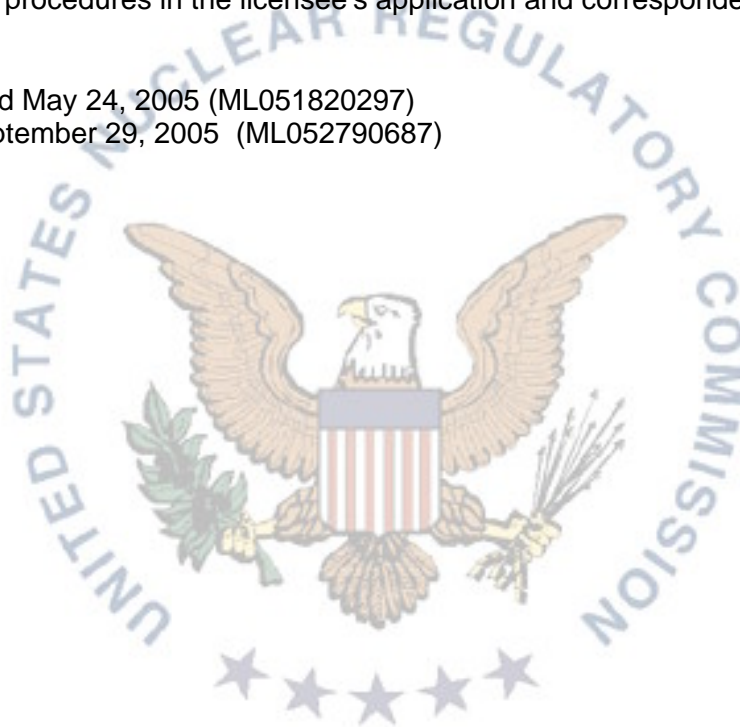 procedures in the licensee's application and corresponde
d May 24, 2005 (ML051820297)
otember 29, 2005 (ML052790687)
UNITED STATES NUCLEAR REGULATORY COMMISSION